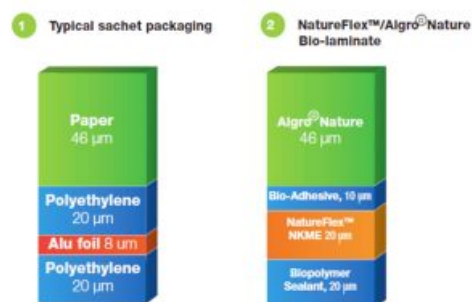 1 Typical sachet packaging
Paper
46 µm
Polyethylene
20 µm
Alu foil 8 um
Polyethylene
20 µm
2 NatureFlex™/Algro® Nature
Bio-laminate
Algro® Nature
46 µm
Bio-Adhesive, 10 µm
NatureFlex™
NKME 20 µm
Biopolymer
Sealant, 20 µm